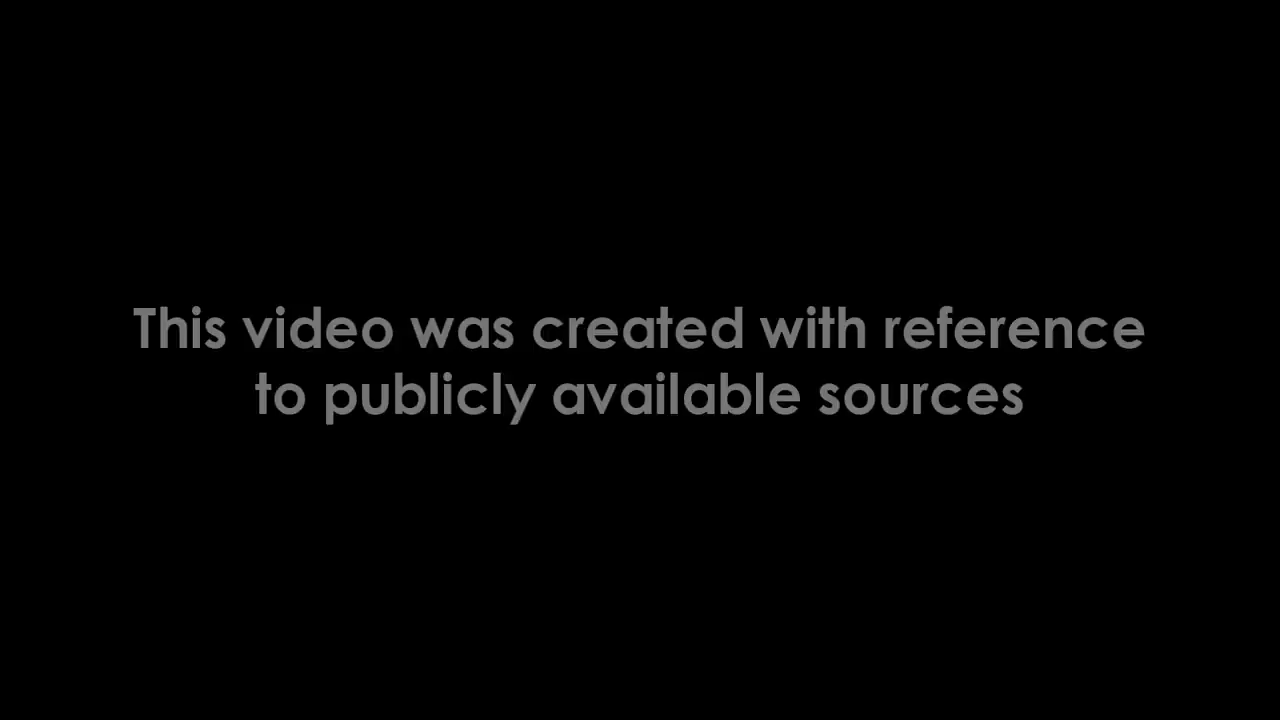 This video was created with reference
to publicly available sources